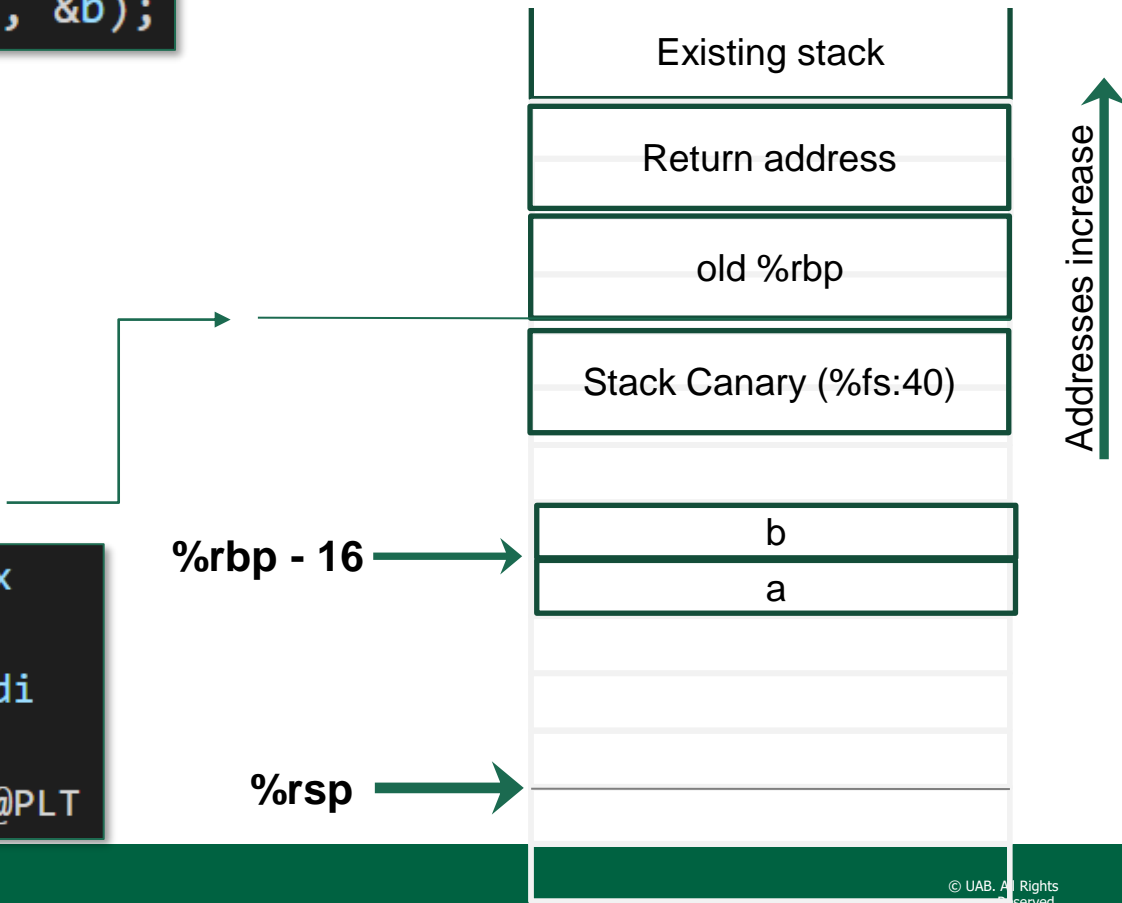 , &b);
Existing stack
Return address
old %rbp
Stack Canary (%fs:40)
Addresses increase
%rbp - 16
b
a
x
di
@PLT
%rsp
© UAB. All Rights
Reserved.